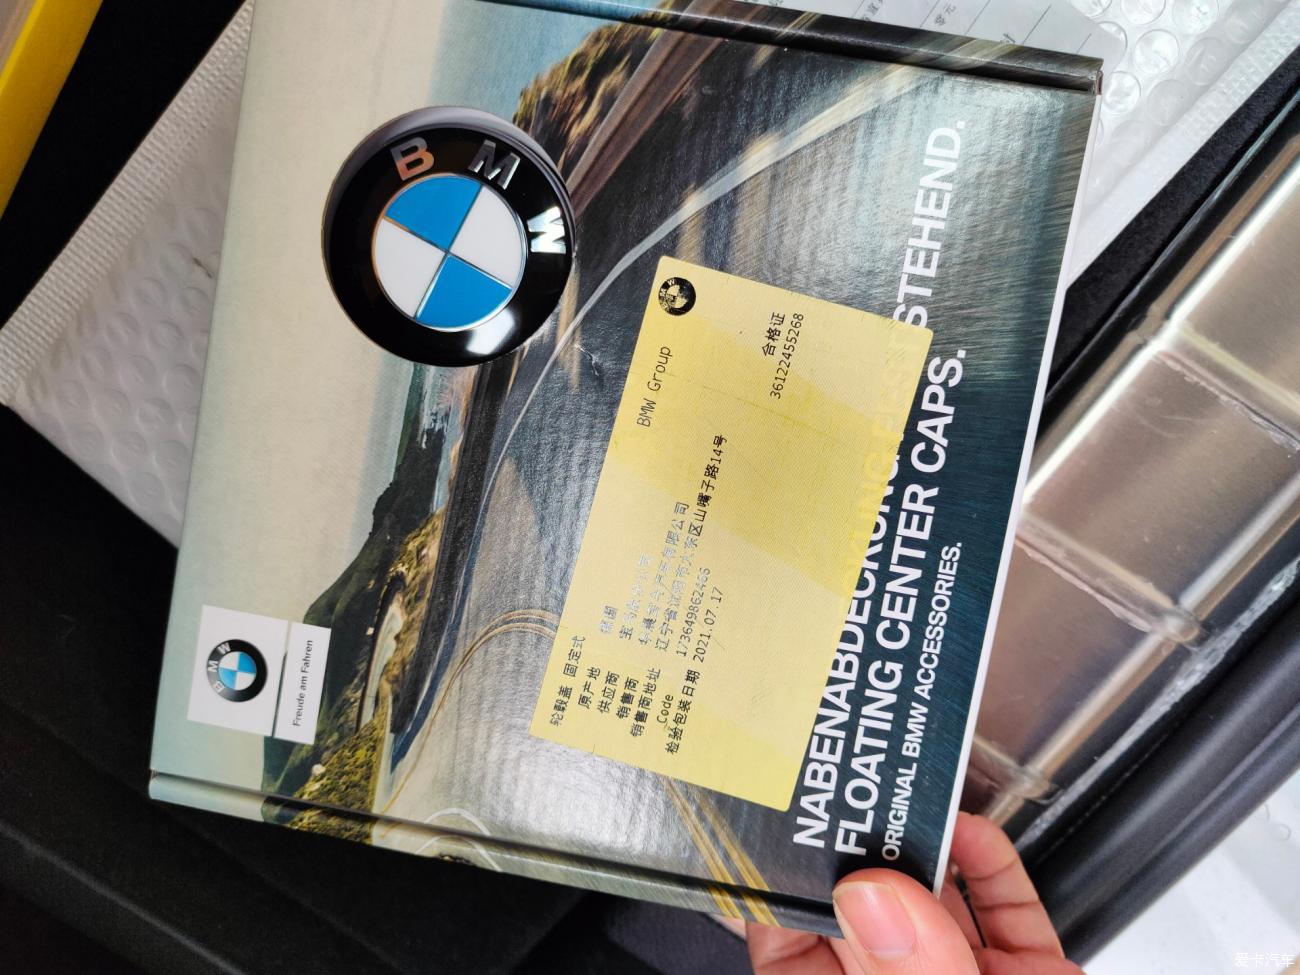 B M W
NABENABDECKUNG. FESTSTEHEND.
FLOATING CENTER CAPS.
ORIGINAL BMW ACCESSORIES.
BMW
Freude am Fahren
BMW Group
合格证
36122455268
轮毂盖 固定式
原产地 德国
供应商
销售商
销售商地址 辽宁省沈阳市大东区山嘴子路14号
Code 1736498624
检验包装日期 2021.07.17
爱卡汽车